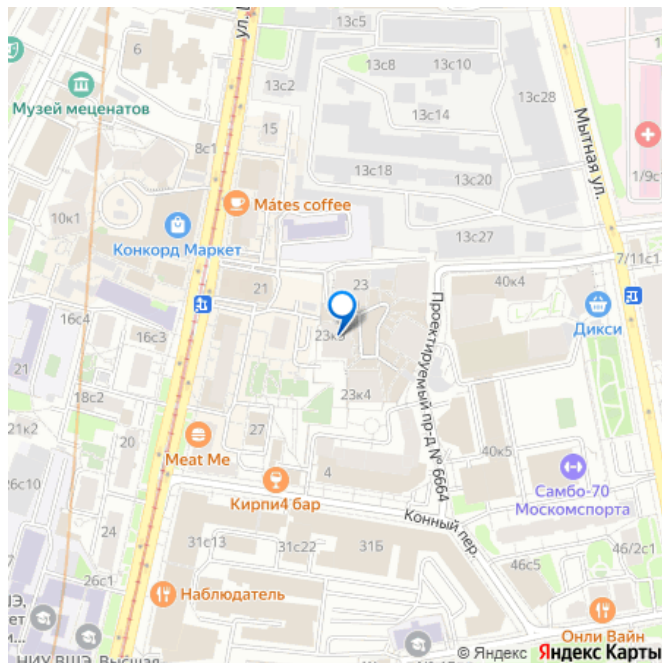 13с5
6
ул.
13с8
13с10
13с2
13с28
Музей меценатов
13с14
Мытная ул.
15
8с1
1/9с1
13с18
13с20
Mátes coffee
10к1
13с27
Конкорд Маркет
7/11с1
40к4
23
21
16с4
Дикси
23к3
16с3
21
Проектируемый пр-д № 6664
18с2
23к4
21к2
27
20
40к5
Meat Me
4
26с10
Самбо-70
Москомспорта
Кирпи4 бар
Конный пер.
24
31с13
31с22
31Б
46/2с1
26с1
46с5
Наблюдатель
Онли Вайн
НИУ ВШЭ, Высшая
© Яндекс Яндекс Карты